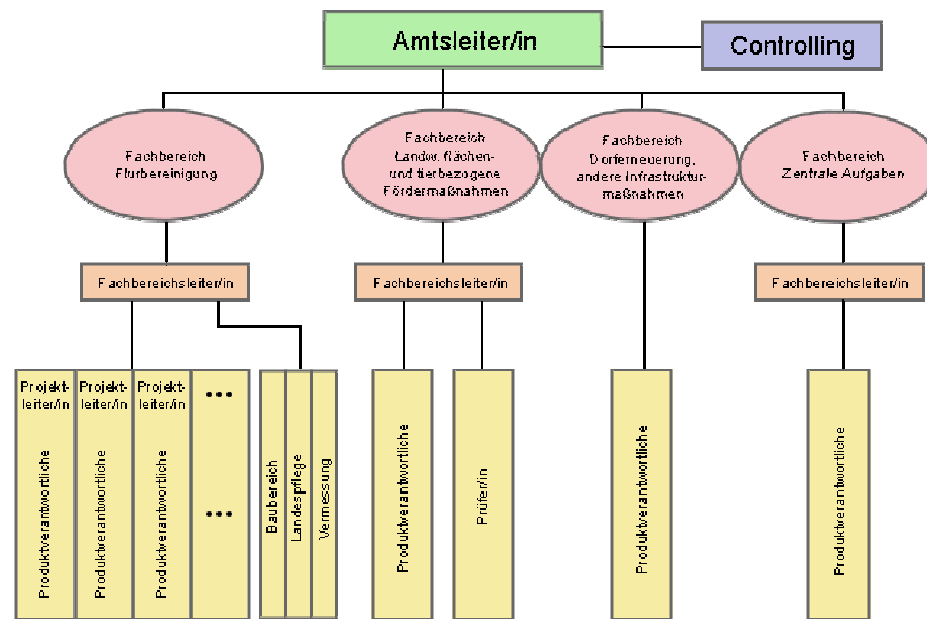 Amtsleiter/in
Controlling
Fachbereich
Flurbereinigung
Fachbereich
Landw. flächen-
und tierbezogene
Fördermaßnahmen
Fachbereich
Dorferneuerung,
andere Infrastruktur-
maßnahmen
Fachbereich
Zentrale Aufgaben
Fachbereichsleiter/in
Fachbereichsleiter/in
Fachbereichsleiter/in
Projekt-
leiter/in
Produktverantwortliche
Projekt-
leiter/in
Produktverantwortliche
Projekt-
leiter/in
Produktverantwortliche
...
...
Baubereich
Landespflege
Vermessung
Produktverantwortliche
Prüfer/in
Produktverantwortliche
Produktverantwortliche